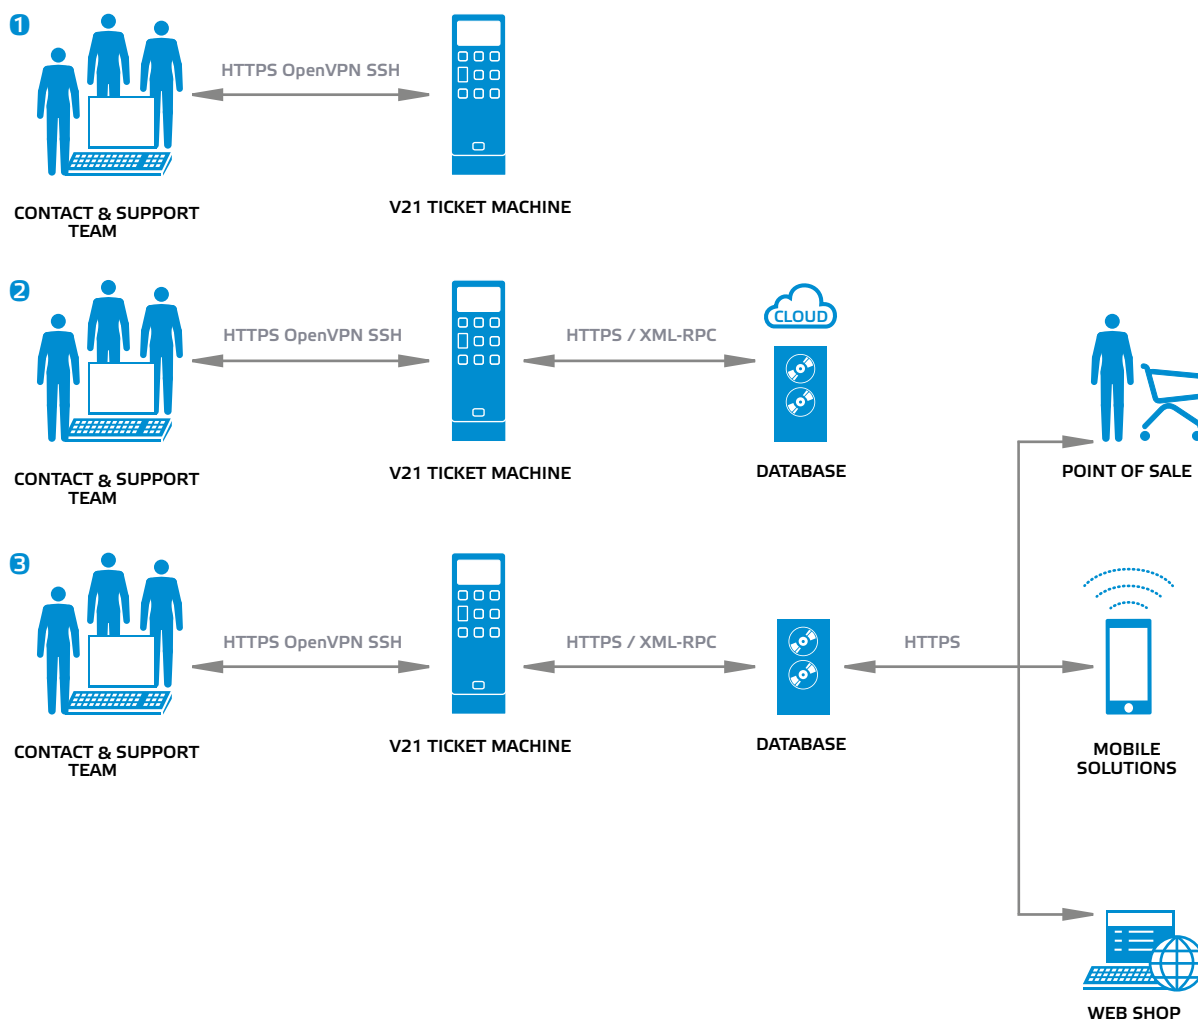 1
HTTPS OpenVPN SSH
CONTACT & SUPPORT
TEAM
V21 TICKET MACHINE
2
HTTPS OpenVPN SSH
HTTPS / XML-RPC
CLOUD
CONTACT & SUPPORT
TEAM
V21 TICKET MACHINE
DATABASE
POINT OF SALE
3
HTTPS OpenVPN SSH
HTTPS / XML-RPC
HTTPS
CONTACT & SUPPORT
TEAM
V21 TICKET MACHINE
DATABASE
MOBILE
SOLUTIONS
WEB SHOP